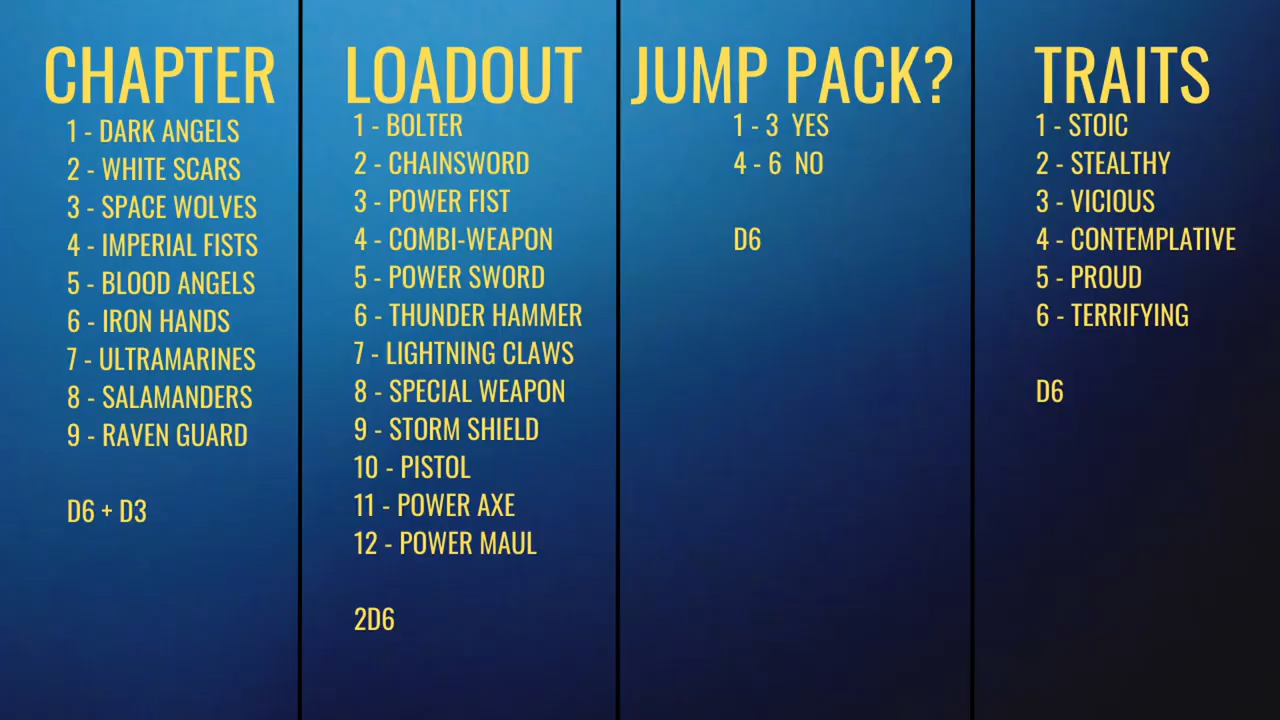 CHAPTER
1 - DARK ANGELS
2 - WHITE SCARS
3 - SPACE WOLVES
4 - IMPERIAL FISTS
5 - BLOOD ANGELS
6 - IRON HANDS
7 - ULTRAMARINES
8 - SALAMANDERS
9 - RAVEN GUARD
D6 + D3
LOADOUT
1 - BOLTER
2 - CHAINSWORD
3 - POWER FIST
4 - COMBI-WEAPON
5 - POWER SWORD
6 - THUNDER HAMMER
7 - LIGHTNING CLAWS
8 - SPECIAL WEAPON
9 - STORM SHIELD
10 - PISTOL
11 - POWER AXE
12 - POWER MAUL
2D6
JUMP PACK?
1 - 3 YES
4 - 6 NO
D6
TRAITS
1 - STOIC
2 - STEALTHY
3 - VICIOUS
4 - CONTEMPLATIVE
5 - PROUD
6 - TERRIFYING
D6